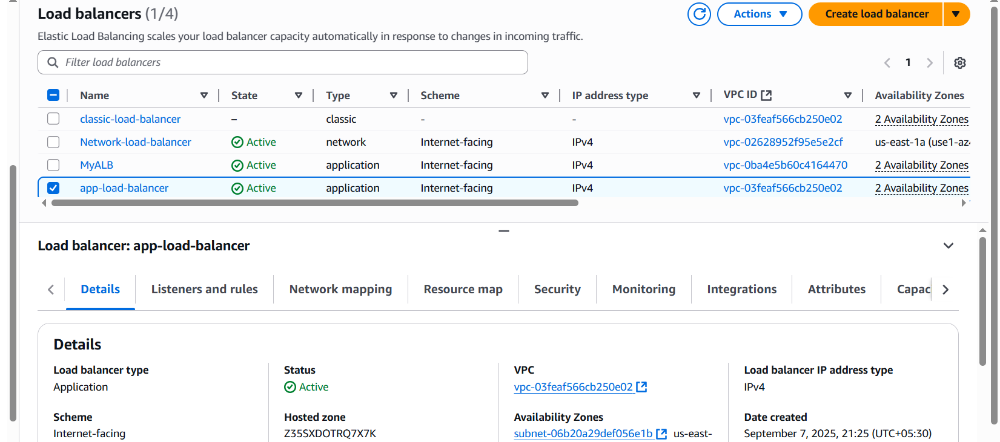 Load balancers (1/4)
Actions
Create load balancer
Elastic Load Balancing scales your load balancer capacity automatically in response to changes in incoming traffic.
Filter load balancers
1
Name State Type Scheme IP address type VPC ID Availability Zones
classic-load-balancer – classic - - vpc-03feaf566cb250e02 2 Availability Zones
Network-load-balancer Active network Internet-facing IPv4 vpc-02628952f95e5e2cf us-east-1a (use1-az4
MyALB Active application Internet-facing IPv4 vpc-0ba4e5b60c4164470 2 Availability Zones
app-load-balancer Active application Internet-facing IPv4 vpc-03feaf566cb250e02 2 Availability Zones
Load balancer: app-load-balancer
Details Listeners and rules Network mapping Resource map Security Monitoring Integrations Attributes Capac
Details
Load balancer type Status VPC Load balancer IP address type
Application Active vpc-03feaf566cb250e02 IPv4
Scheme Hosted zone Availability Zones Date created
Internet-facing Z35SXDOTRQ7X7K subnet-06b20a29def056e1b us-east- September 7, 2025, 21:25 (UTC+05:30)